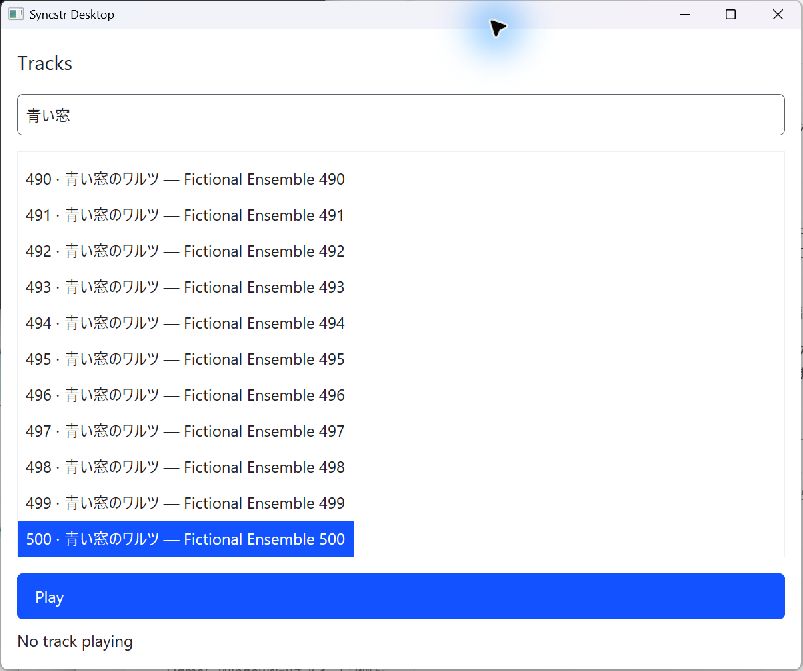 Syncstr Desktop
Tracks
青い窓
490 · 青い窓のワルツ — Fictional Ensemble 490
491 · 青い窓のワルツ — Fictional Ensemble 491
492 · 青い窓のワルツ — Fictional Ensemble 492
493 · 青い窓のワルツ — Fictional Ensemble 493
494 · 青い窓のワルツ — Fictional Ensemble 494
495 · 青い窓のワルツ — Fictional Ensemble 495
496 · 青い窓のワルツ — Fictional Ensemble 496
497 · 青い窓のワルツ — Fictional Ensemble 497
498 · 青い窓のワルツ — Fictional Ensemble 498
499 · 青い窓のワルツ — Fictional Ensemble 499
500 · 青い窓のワルツ — Fictional Ensemble 500
Play
No track playing